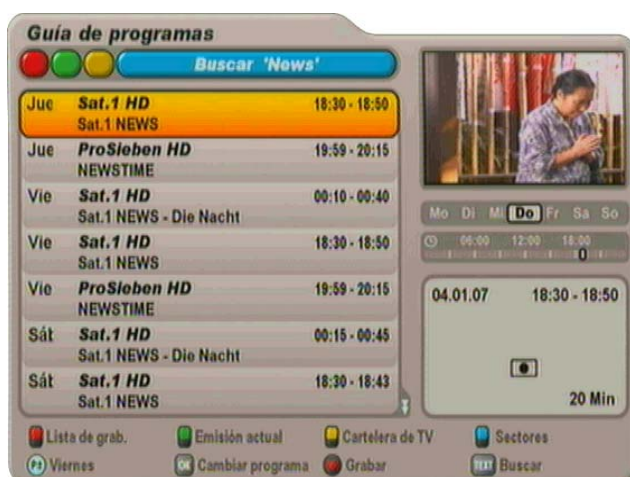 Guía de programas
Buscar 'News'
Jue Sat.1 HD 18:30 - 18:50
Sat.1 NEWS
Jue ProSieben HD 19:59 - 20:15
NEWSTIME
Vie Sat.1 HD 00:10 - 00:40
Sat.1 NEWS - Die Nacht
Vie Sat.1 HD 18:30 - 18:50
Sat.1 NEWS
Vie ProSieben HD 19:59 - 20:15
NEWSTIME
Sát Sat.1 HD 00:15 - 00:45
Sat.1 NEWS - Die Nacht
Sát Sat.1 HD 18:30 - 18:43
Sat.1 NEWS
Mo Di Mi Do Fr Sa So
06:00 12:00 18:00
04.01.07 18:30 - 18:50
20 Min
Lista de grab. Emisión actual Cartelera de TV Sectores
P3 Viernes OK Cambiar programa Grabar TEXT Buscar